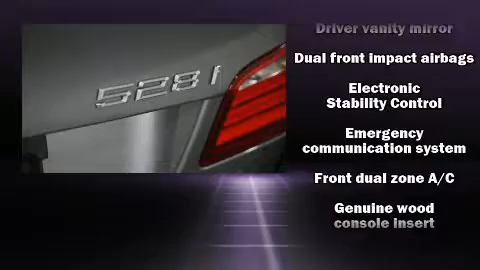 528i
Driver vanity mirror
Dual front impact airbags
Electronic
Stability Control
Emergency
communication system
Front dual zone A/C
Genuine wood
console insert